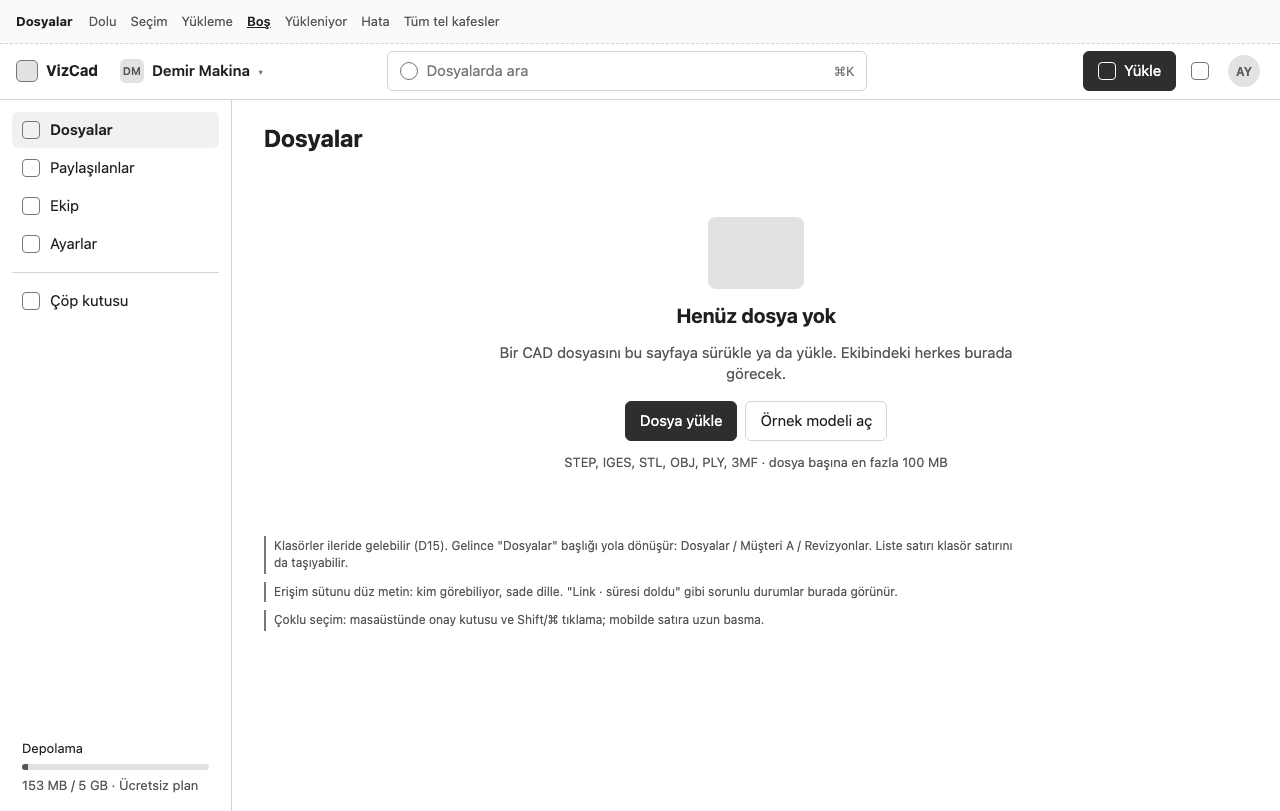 Dosyalar Dolu Seçim Yükleme Boş Yükleniyor Hata Tüm tel kafesler
VizCad DM Demir Makina ▾ Dosyalarda ara ⌘K Yükle AY
Dosyalar
Paylaşılanlar
Ekip
Ayarlar
Çöp kutusu
Depolama
153 MB / 5 GB · Ücretsiz plan
Dosyalar
Henüz dosya yok
Bir CAD dosyasını bu sayfaya sürükle ya da yükle. Ekibindeki herkes burada
görecek.
Dosya yükle Örnek modeli aç
STEP, IGES, STL, OBJ, PLY, 3MF · dosya başına en fazla 100 MB
Klasörler ileride gelebilir (D15). Gelince "Dosyalar" başlığı yola dönüşür: Dosyalar / Müşteri A / Revizyonlar. Liste satırı klasör satırını
da taşıyabilir.
Erişim sütunu düz metin: kim görebiliyor, sade dille. "Link · süresi doldu" gibi sorunlu durumlar burada görünür.
Çoklu seçim: masaüstünde onay kutusu ve Shift/⌘ tıklama; mobilde satıra uzun basma.